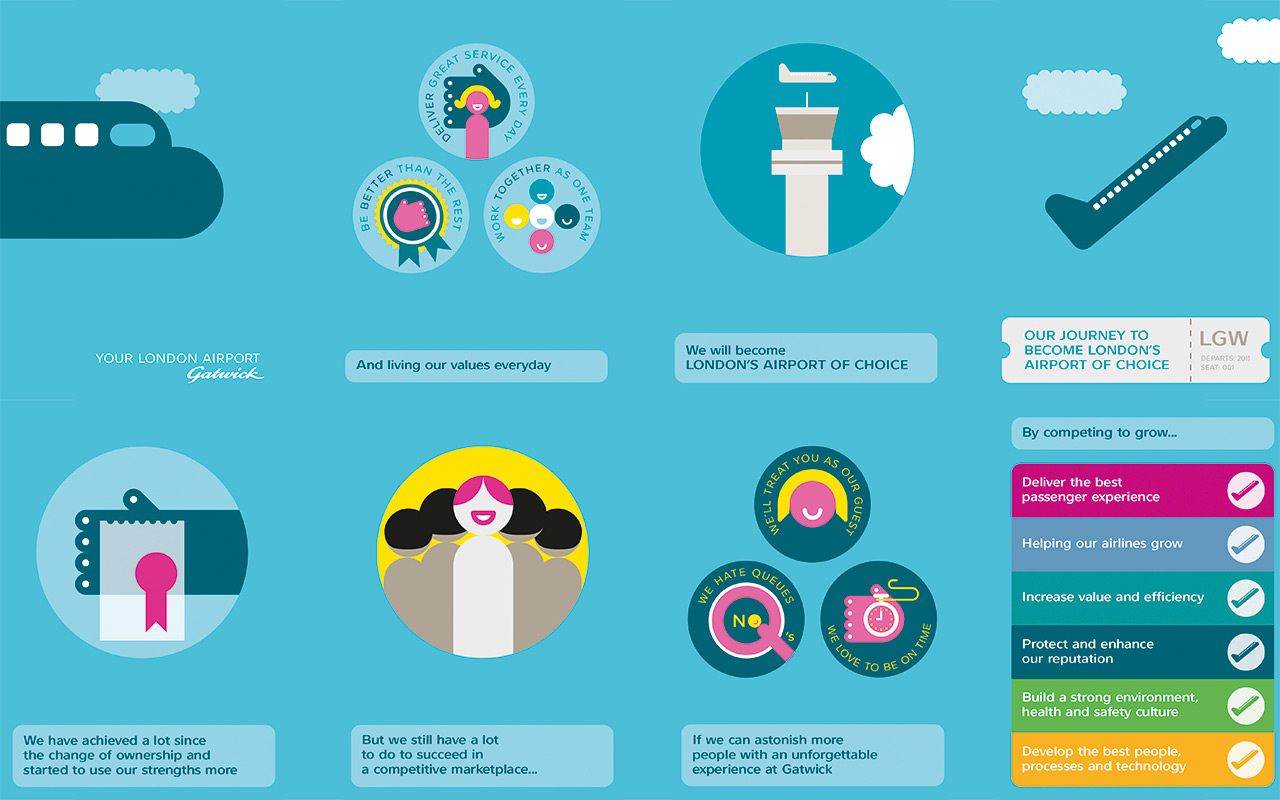 YOUR LONDON AIRPORT
Gatwick
DELIVER GREAT SERVICE EVERY DAY
BE BETTER THAN THE REST
WORK TOGETHER AS ONE TEAM
And living our values everyday
We will become
LONDON'S AIRPORT OF CHOICE
OUR JOURNEY TO
BECOME LONDON'S
AIRPORT OF CHOICE
LGW
DEPARTS: 2011
SEAT: 001
We have achieved a lot since
the change of ownership and
started to use our strengths more
But we still have a lot
to do to succeed in
a competitive marketplace...
WE'LL TREAT YOU AS OUR GUEST
WE HATE QUEUES
NO
Q's
WE LOVE TO BE ON TIME
If we can astonish more
people with an unforgettable
experience at Gatwick
By competing to grow...
Deliver the best
passenger experience
Helping our airlines grow
Increase value and efficiency
Protect and enhance
our reputation
Build a strong environment,
health and safety culture
Develop the best people,
processes and technology